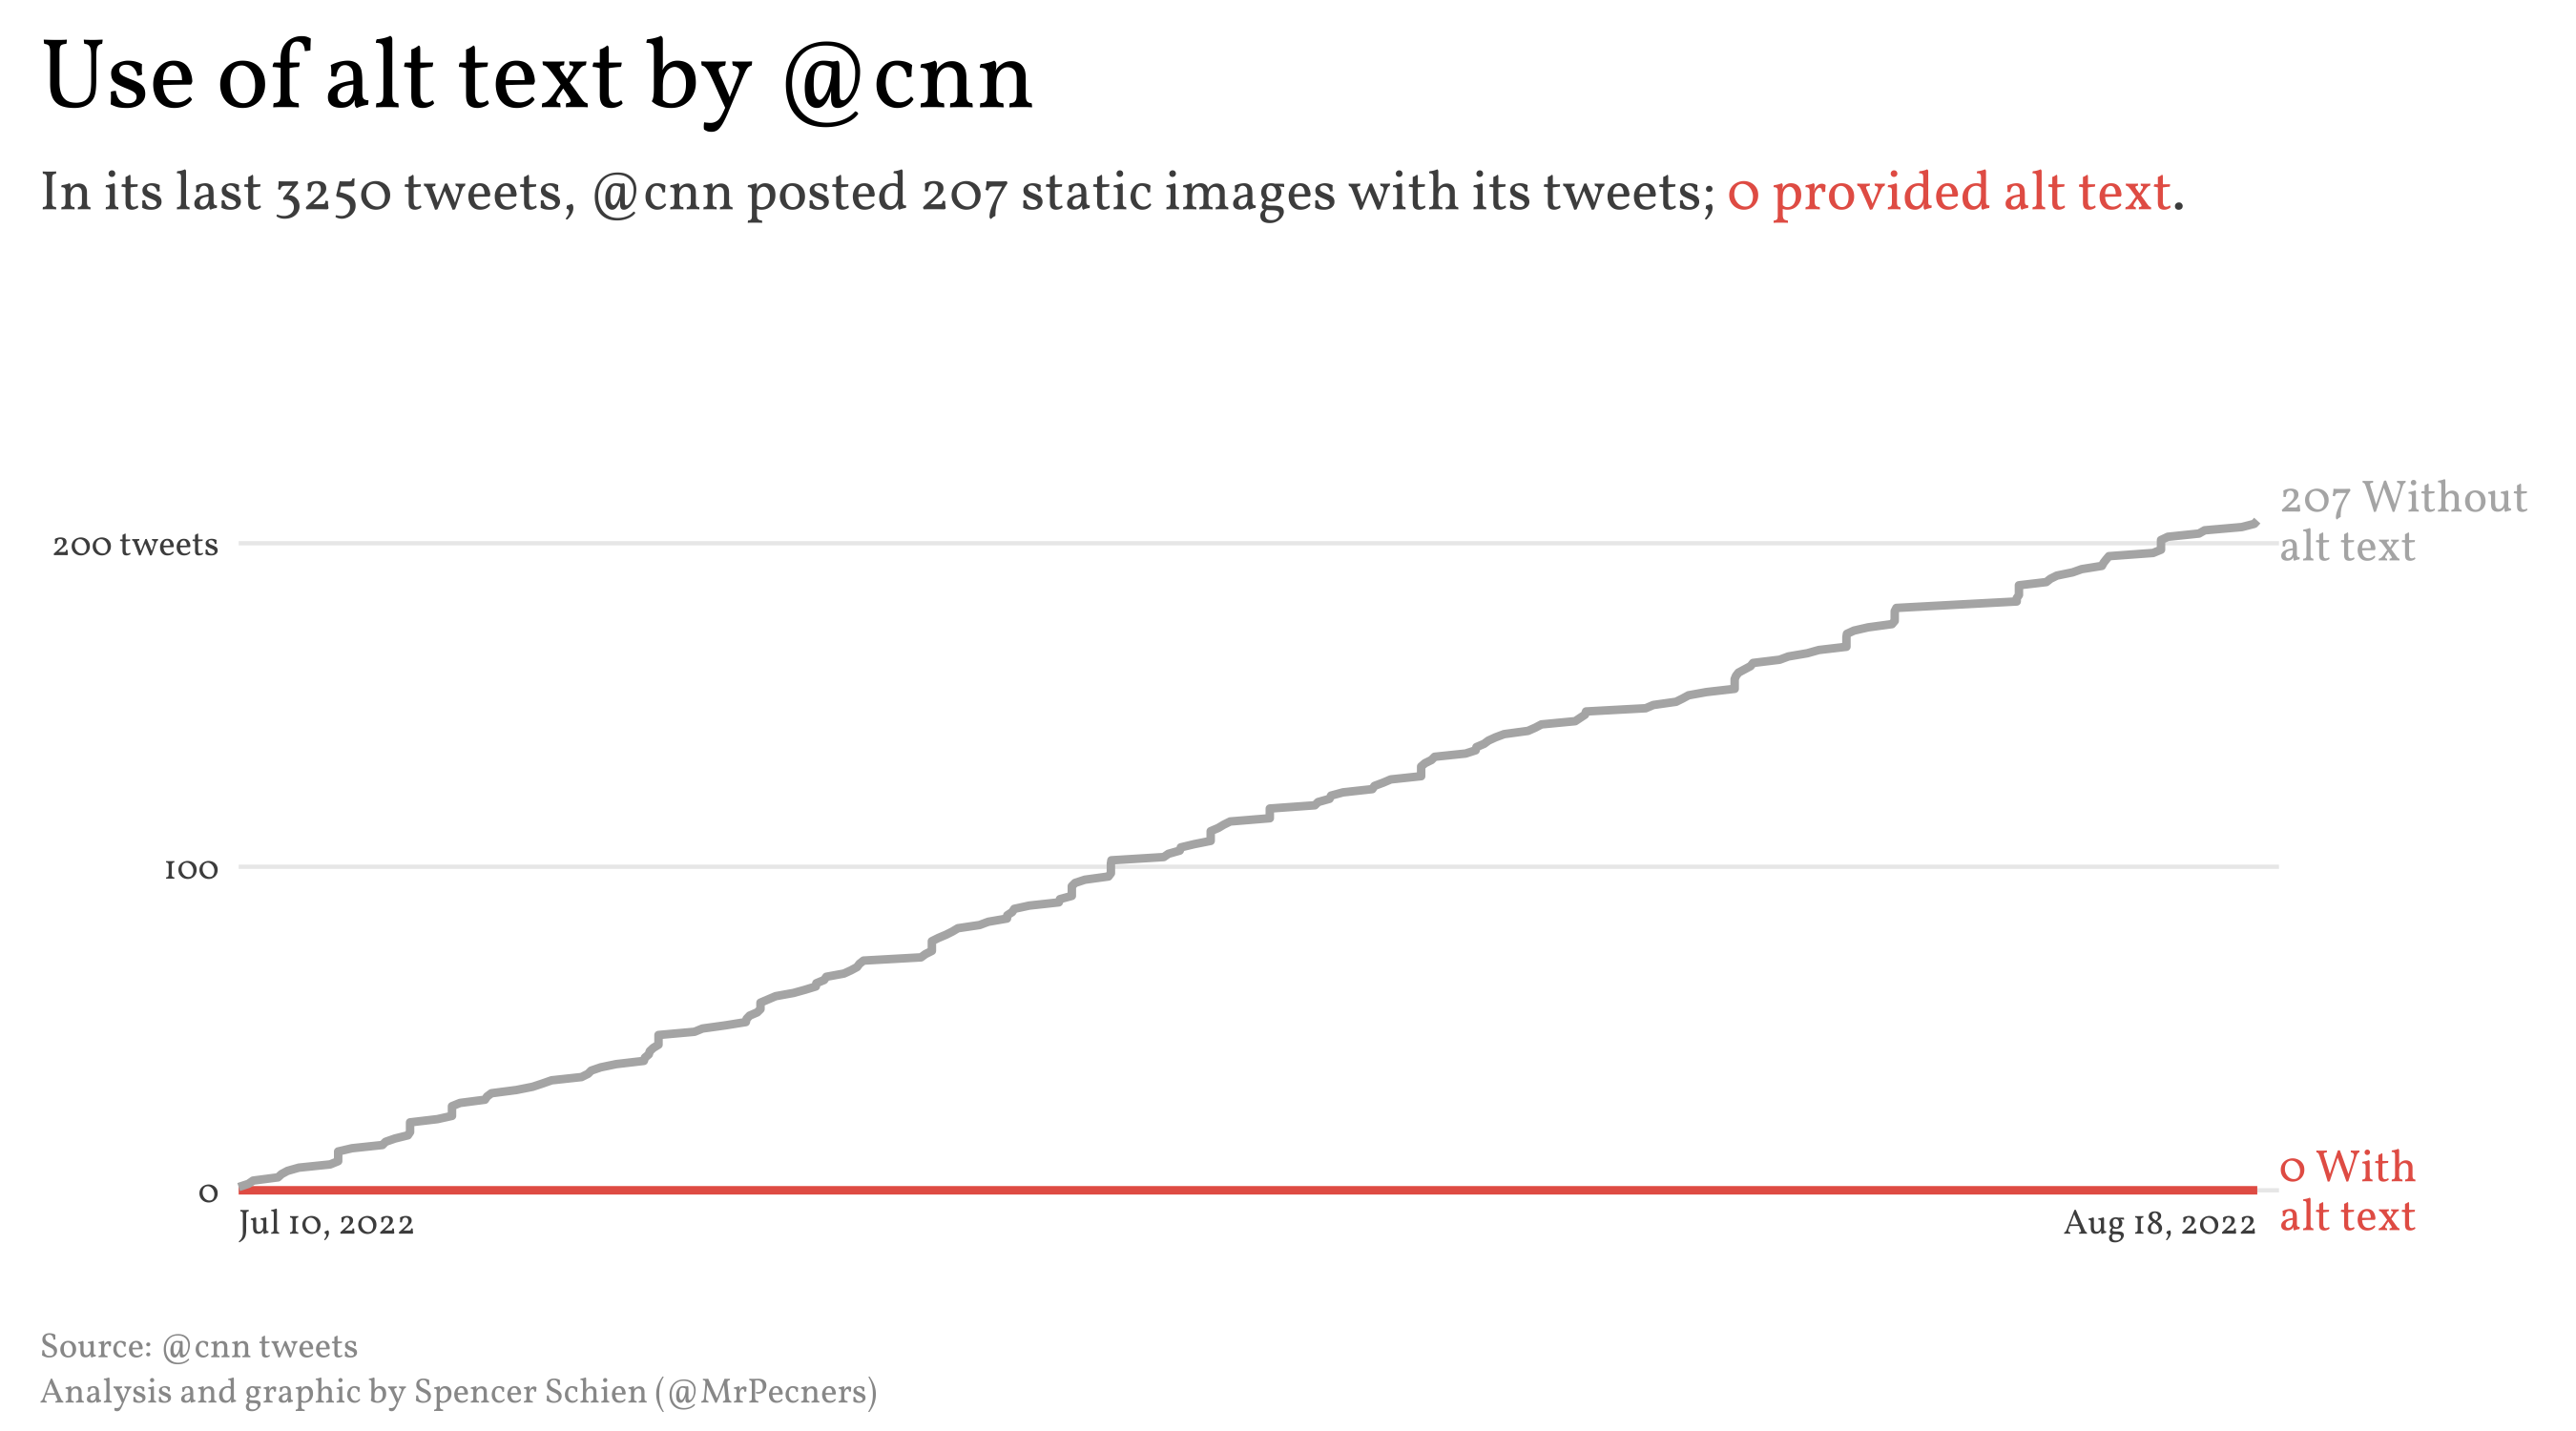 Use of alt text by @cnn
In its last 3250 tweets, @cnn posted 207 static images with its tweets; 0 provided alt text.
207 Without
alt text
200 tweets
100
0
0 With
alt text
Jul 10, 2022
Aug 18, 2022
Source: @cnn tweets
Analysis and graphic by Spencer Schien (@MrPecners)